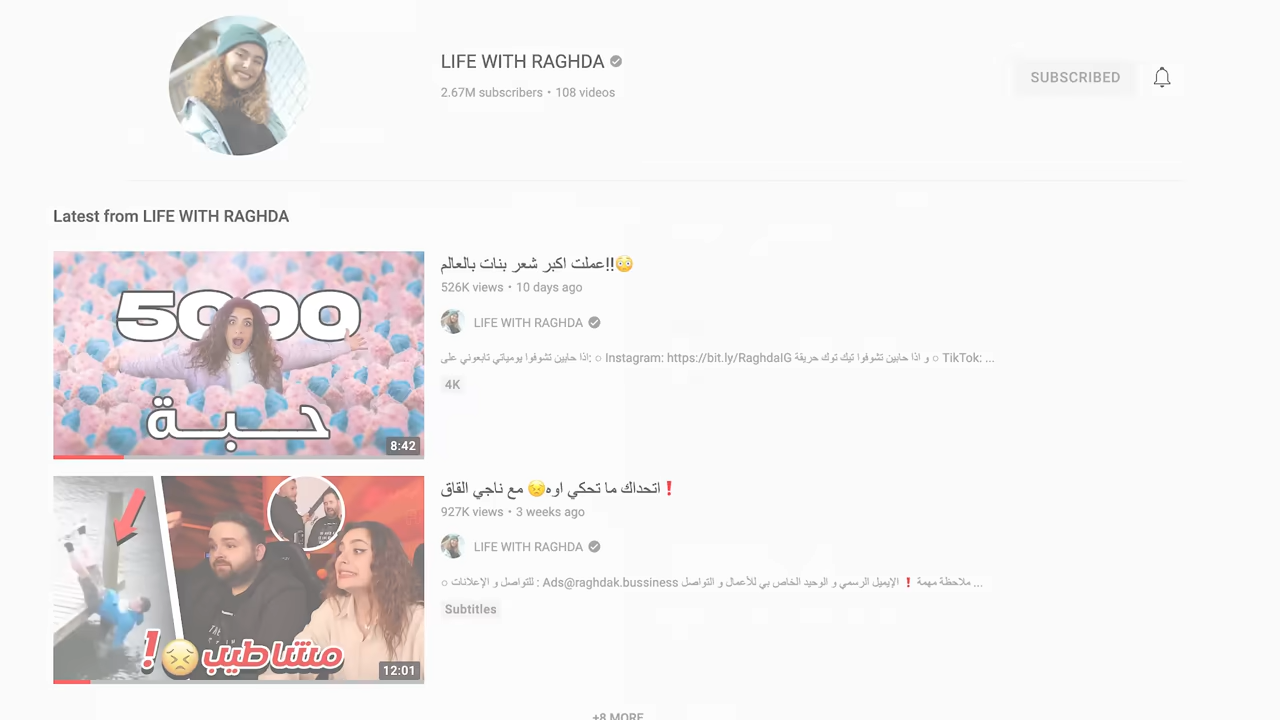 LIFE WITH RAGHDA
2.67M subscribers • 108 videos
SUBSCRIBED
Latest from LIFE WITH RAGHDA
5000
حبة
8:42
عملت اكبر شعر بنات بالعالم!!😳
526K views • 10 days ago
LIFE WITH RAGHDA
اذا حابين تشوفوا يومياتي تابعوني على: ○ Instagram: https://bit.ly/RaghdaIG و اذا حابين تشوفوا تيك توك حريقة ○ TikTok: ...
4K
مشاطيب😣!
12:01
اتحداك ما تحكي اوه😣 مع ناجي القاق❗
927K views • 3 weeks ago
LIFE WITH RAGHDA
○ للتواصل و الإعلانات : Ads@raghdak.bussiness ملاحظة مهمة ❗ الإيميل الرسمي و الوحيد الخاص بي للأعمال و التواصل ...
Subtitles
+8 MORE